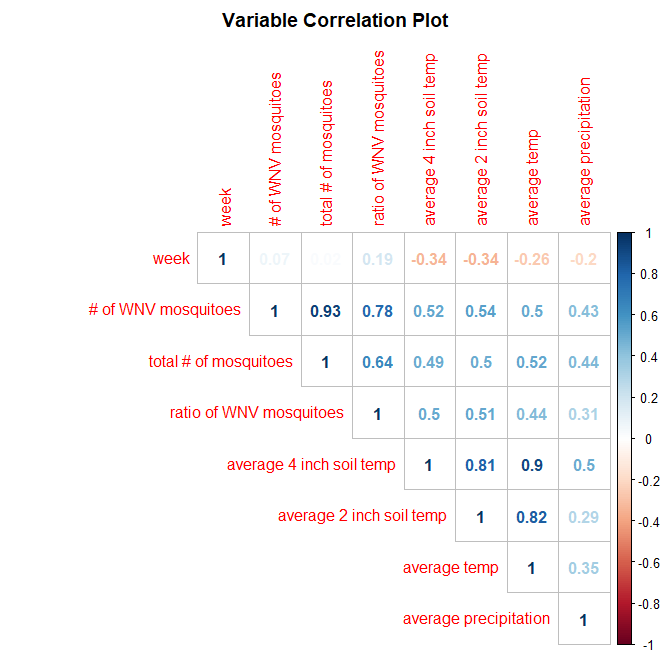 Variable Correlation Plot
week
# of WNV mosquitoes
total # of mosquitoes
ratio of WNV mosquitoes
average 4 inch soil temp
average 2 inch soil temp
average temp
average precipitation
week 1 0.07 0.02 0.19 -0.34 -0.34 -0.26 -0.2
# of WNV mosquitoes 1 0.93 0.78 0.52 0.54 0.5 0.43
total # of mosquitoes 1 0.64 0.49 0.5 0.52 0.44
ratio of WNV mosquitoes 1 0.5 0.51 0.44 0.31
average 4 inch soil temp 1 0.81 0.9 0.5
average 2 inch soil temp 1 0.82 0.29
average temp 1 0.35
average precipitation 1
1
0.8
0.6
0.4
0.2
0
-0.2
-0.4
-0.6
-0.8
-1